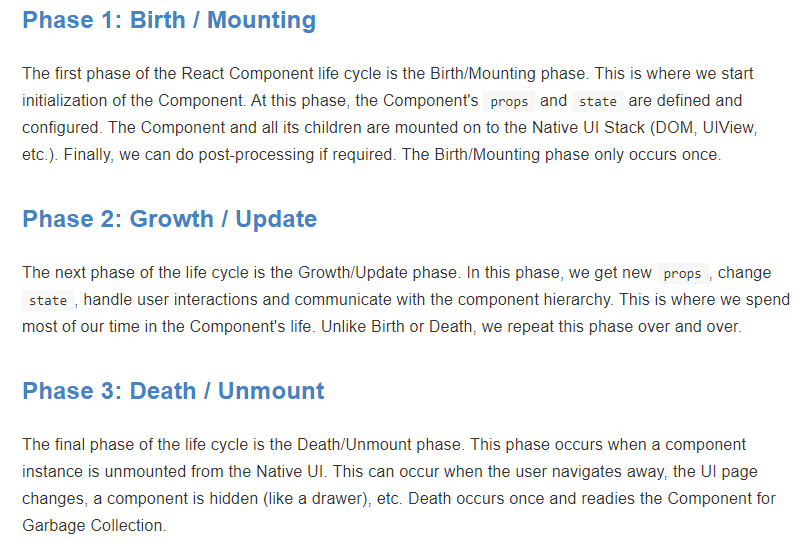 Phase 1: Birth / Mounting
The first phase of the React Component life cycle is the Birth/Mounting phase. This is where we start
initialization of the Component. At this phase, the Component's props and state are defined and
configured. The Component and all its children are mounted on to the Native UI Stack (DOM, UIView,
etc.). Finally, we can do post-processing if required. The Birth/Mounting phase only occurs once.
Phase 2: Growth / Update
The next phase of the life cycle is the Growth/Update phase. In this phase, we get new props , change
state , handle user interactions and communicate with the component hierarchy. This is where we spend
most of our time in the Component's life. Unlike Birth or Death, we repeat this phase over and over.
Phase 3: Death / Unmount
The final phase of the life cycle is the Death/Unmount phase. This phase occurs when a component
instance is unmounted from the Native UI. This can occur when the user navigates away, the UI page
changes, a component is hidden (like a drawer), etc. Death occurs once and readies the Component for
Garbage Collection.